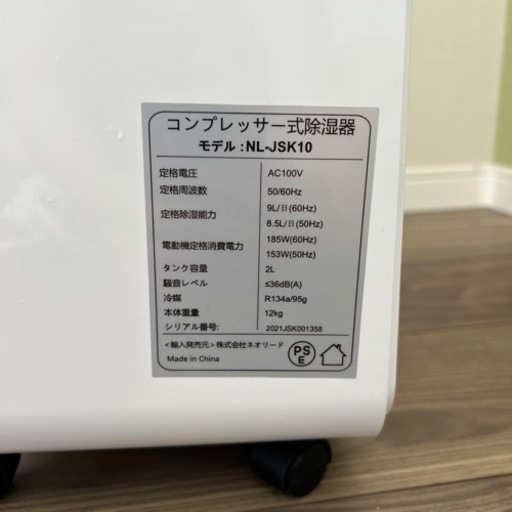 コンプレッサー式除湿器
モデル : NL-JSK10
定格電圧 AC100V
定格周波数 50/60Hz
定格除湿能力 9L/日(60Hz)
8.5L/日(50Hz)
電動機定格消費電力 185W(60Hz)
153W(50Hz)
タンク容量 2L
騒音レベル ≤36dB(A)
冷媒 R134a/95g
本体重量 12kg
シリアル番号: 2021JSK001358
<輸入発売元>株式会社ネオリード
Made in China
PS
E